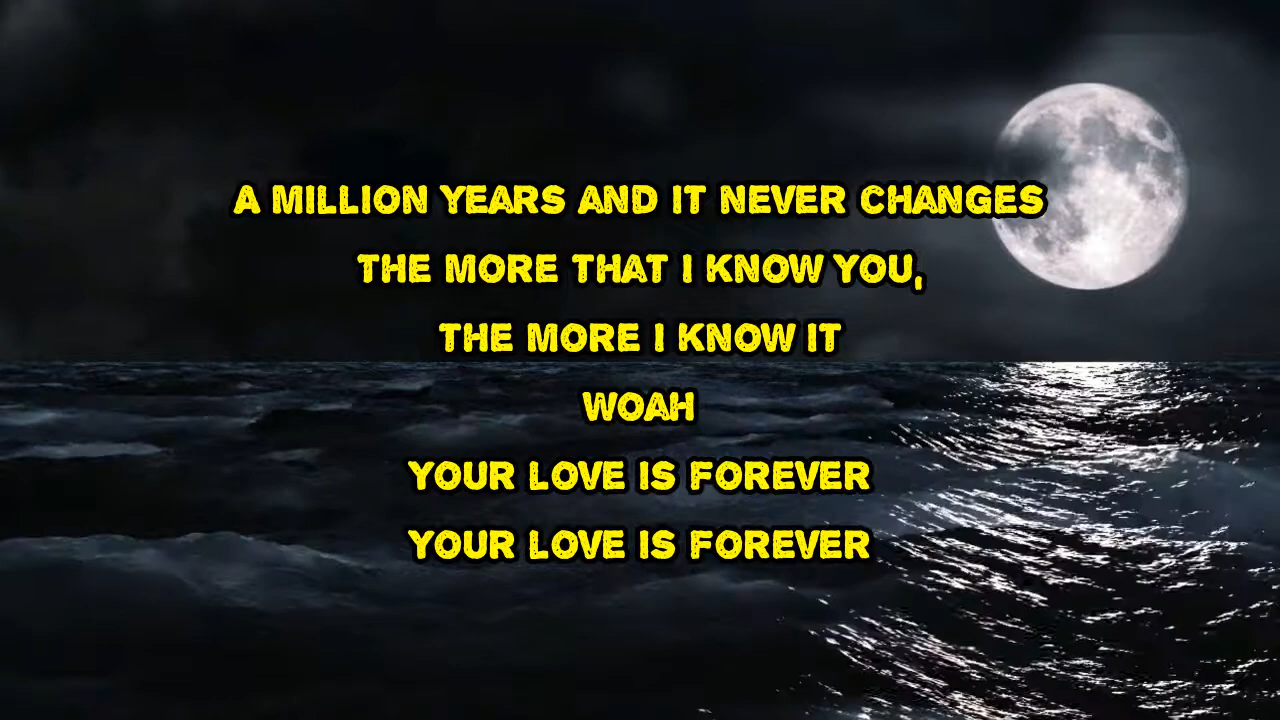 A MILLION YEARS AND IT NEVER CHANGES
THE MORE THAT I KNOW YOU,
THE MORE I KNOW IT
WOAH
YOUR LOVE IS FOREVER
YOUR LOVE IS FOREVER